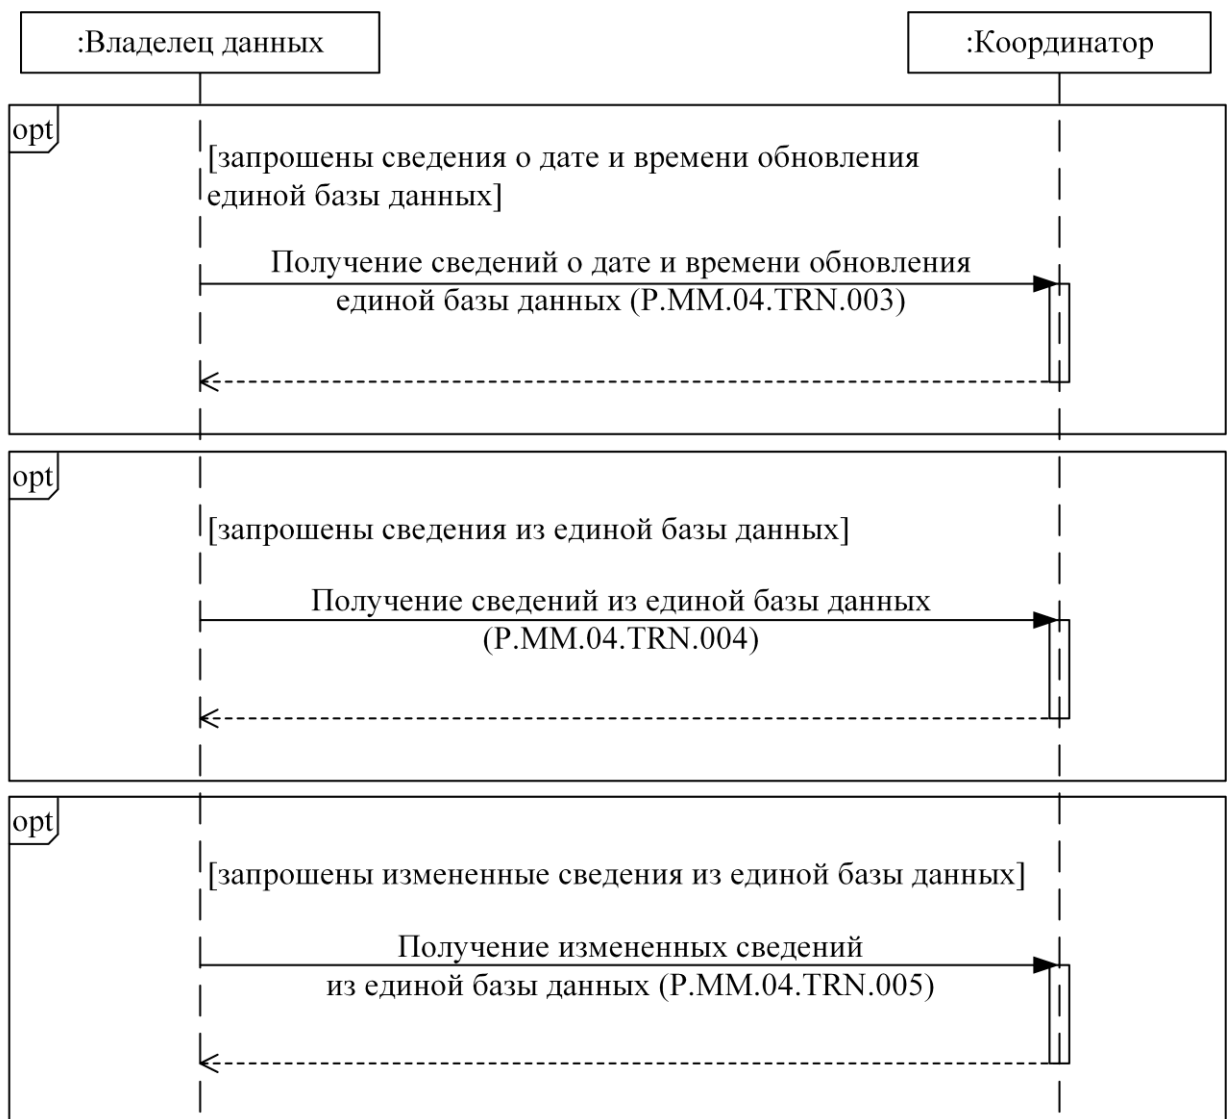 :Владелец данных
:Координатор
opt
[запрошены сведения о дате и времени обновления
единой базы данных]
Получение сведений о дате и времени обновления
единой базы данных (P.MM.04.TRN.003)
opt
[запрошены сведения из единой базы данных]
Получение сведений из единой базы данных
(P.MM.04.TRN.004)
opt
[запрошены измененные сведения из единой базы данных]
Получение измененных сведений
из единой базы данных (P.MM.04.TRN.005)